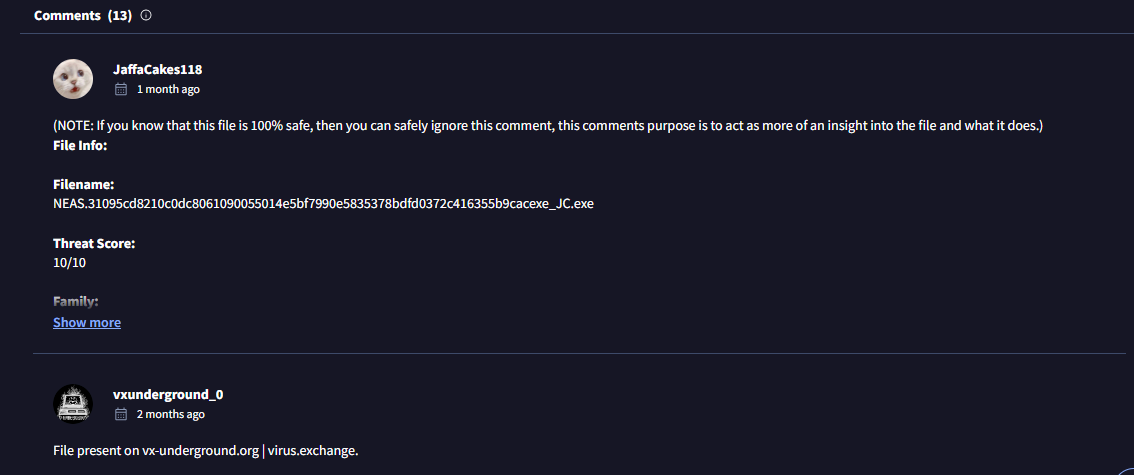 Comments (13)
JaffaCakes118
1 month ago
(NOTE: If you know that this file is 100% safe, then you can safely ignore this comment, this comments purpose is to act as more of an insight into the file and what it does.)
File Info:
Filename:
NEAS.31095cd8210c0dc8061090055014e5bf7990e5835378bdfd0372c416355b9cacexe_JC.exe
Threat Score:
10/10
Family:
Show more
vxunderground_0
2 months ago
File present on vx-underground.org | virus.exchange.